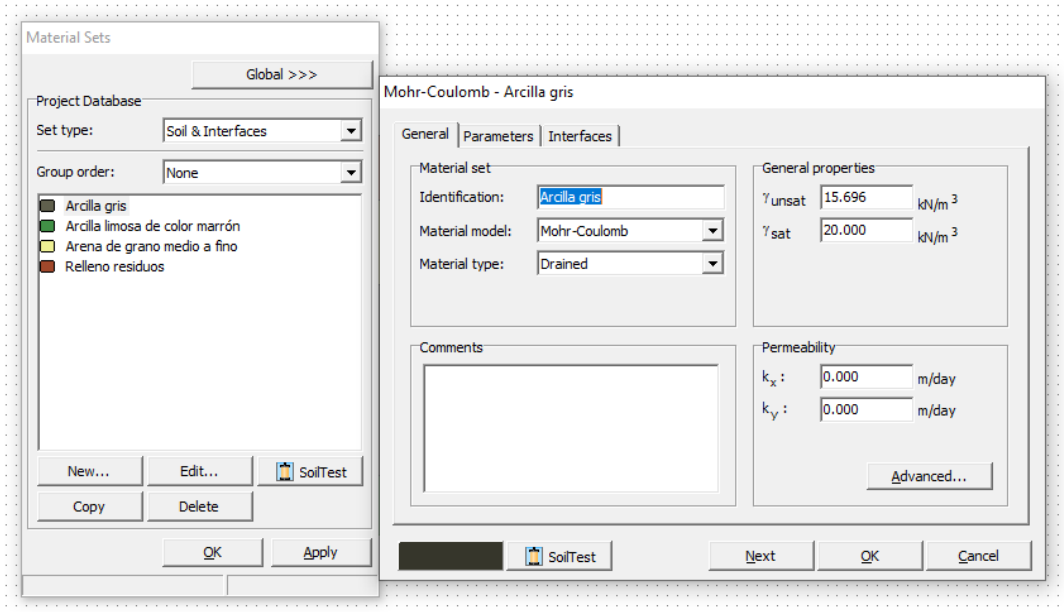 Material Sets
Global >>>
Project Database
Set type: Soil & Interfaces
Group order: None
Arcilla gris
Arcilla limosa de color marrón
Arena de grano medio a fino
Relleno residuos
New... Edit... SoilTest
Copy Delete
OK Apply
Mohr-Coulomb - Arcilla gris
General Parameters Interfaces
Material set
Identification: Arcilla gris
Material model: Mohr-Coulomb
Material type: Drained
General properties
γunsat 15.696 kN/m 3
γsat 20.000 kN/m 3
Comments
Permeability
kx : 0.000 m/day
ky : 0.000 m/day
Advanced...
SoilTest Next OK Cancel